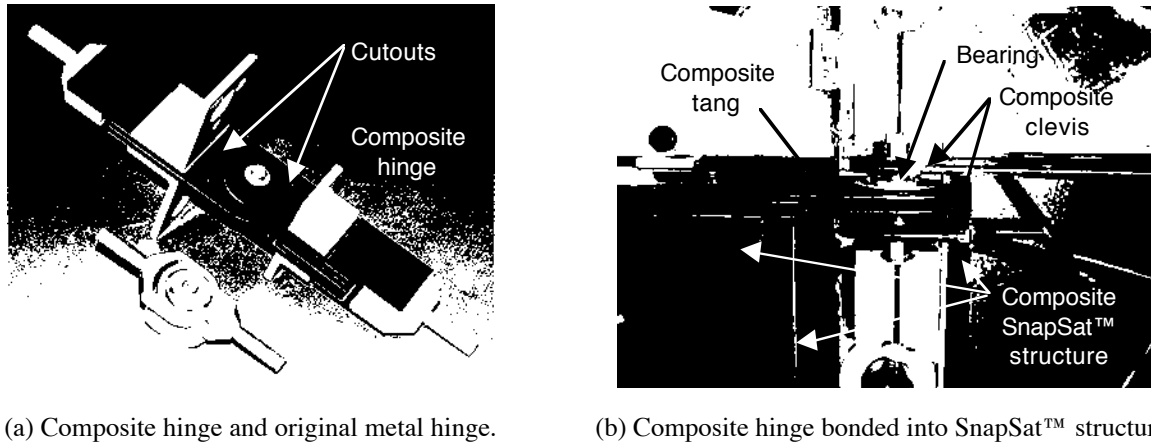 Cutouts
Composite
hinge
Bearing
Composite
tang
Composite
clevis
Composite
SnapSat™
structure
(a) Composite hinge and original metal hinge.
(b) Composite hinge bonded into SnapSat™ structur